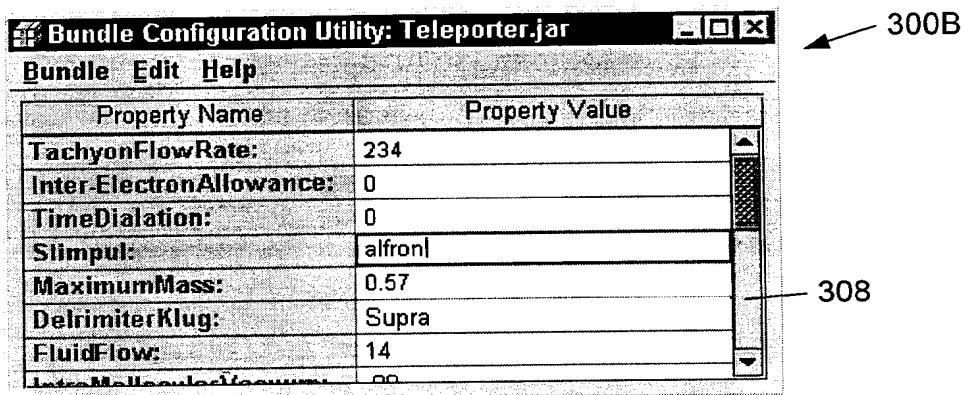 Bundle Configuration Utility: Teleporter.jar
300B
Bundle Edit Help
Property Name Property Value
TachyonFlowRate: 234
Inter-ElectronAllowance: 0
TimeDialation: 0
Slimpul: alfron
MaximumMass: 0.57
308
DelrimiterKlug: Supra
FluidFlow: 14